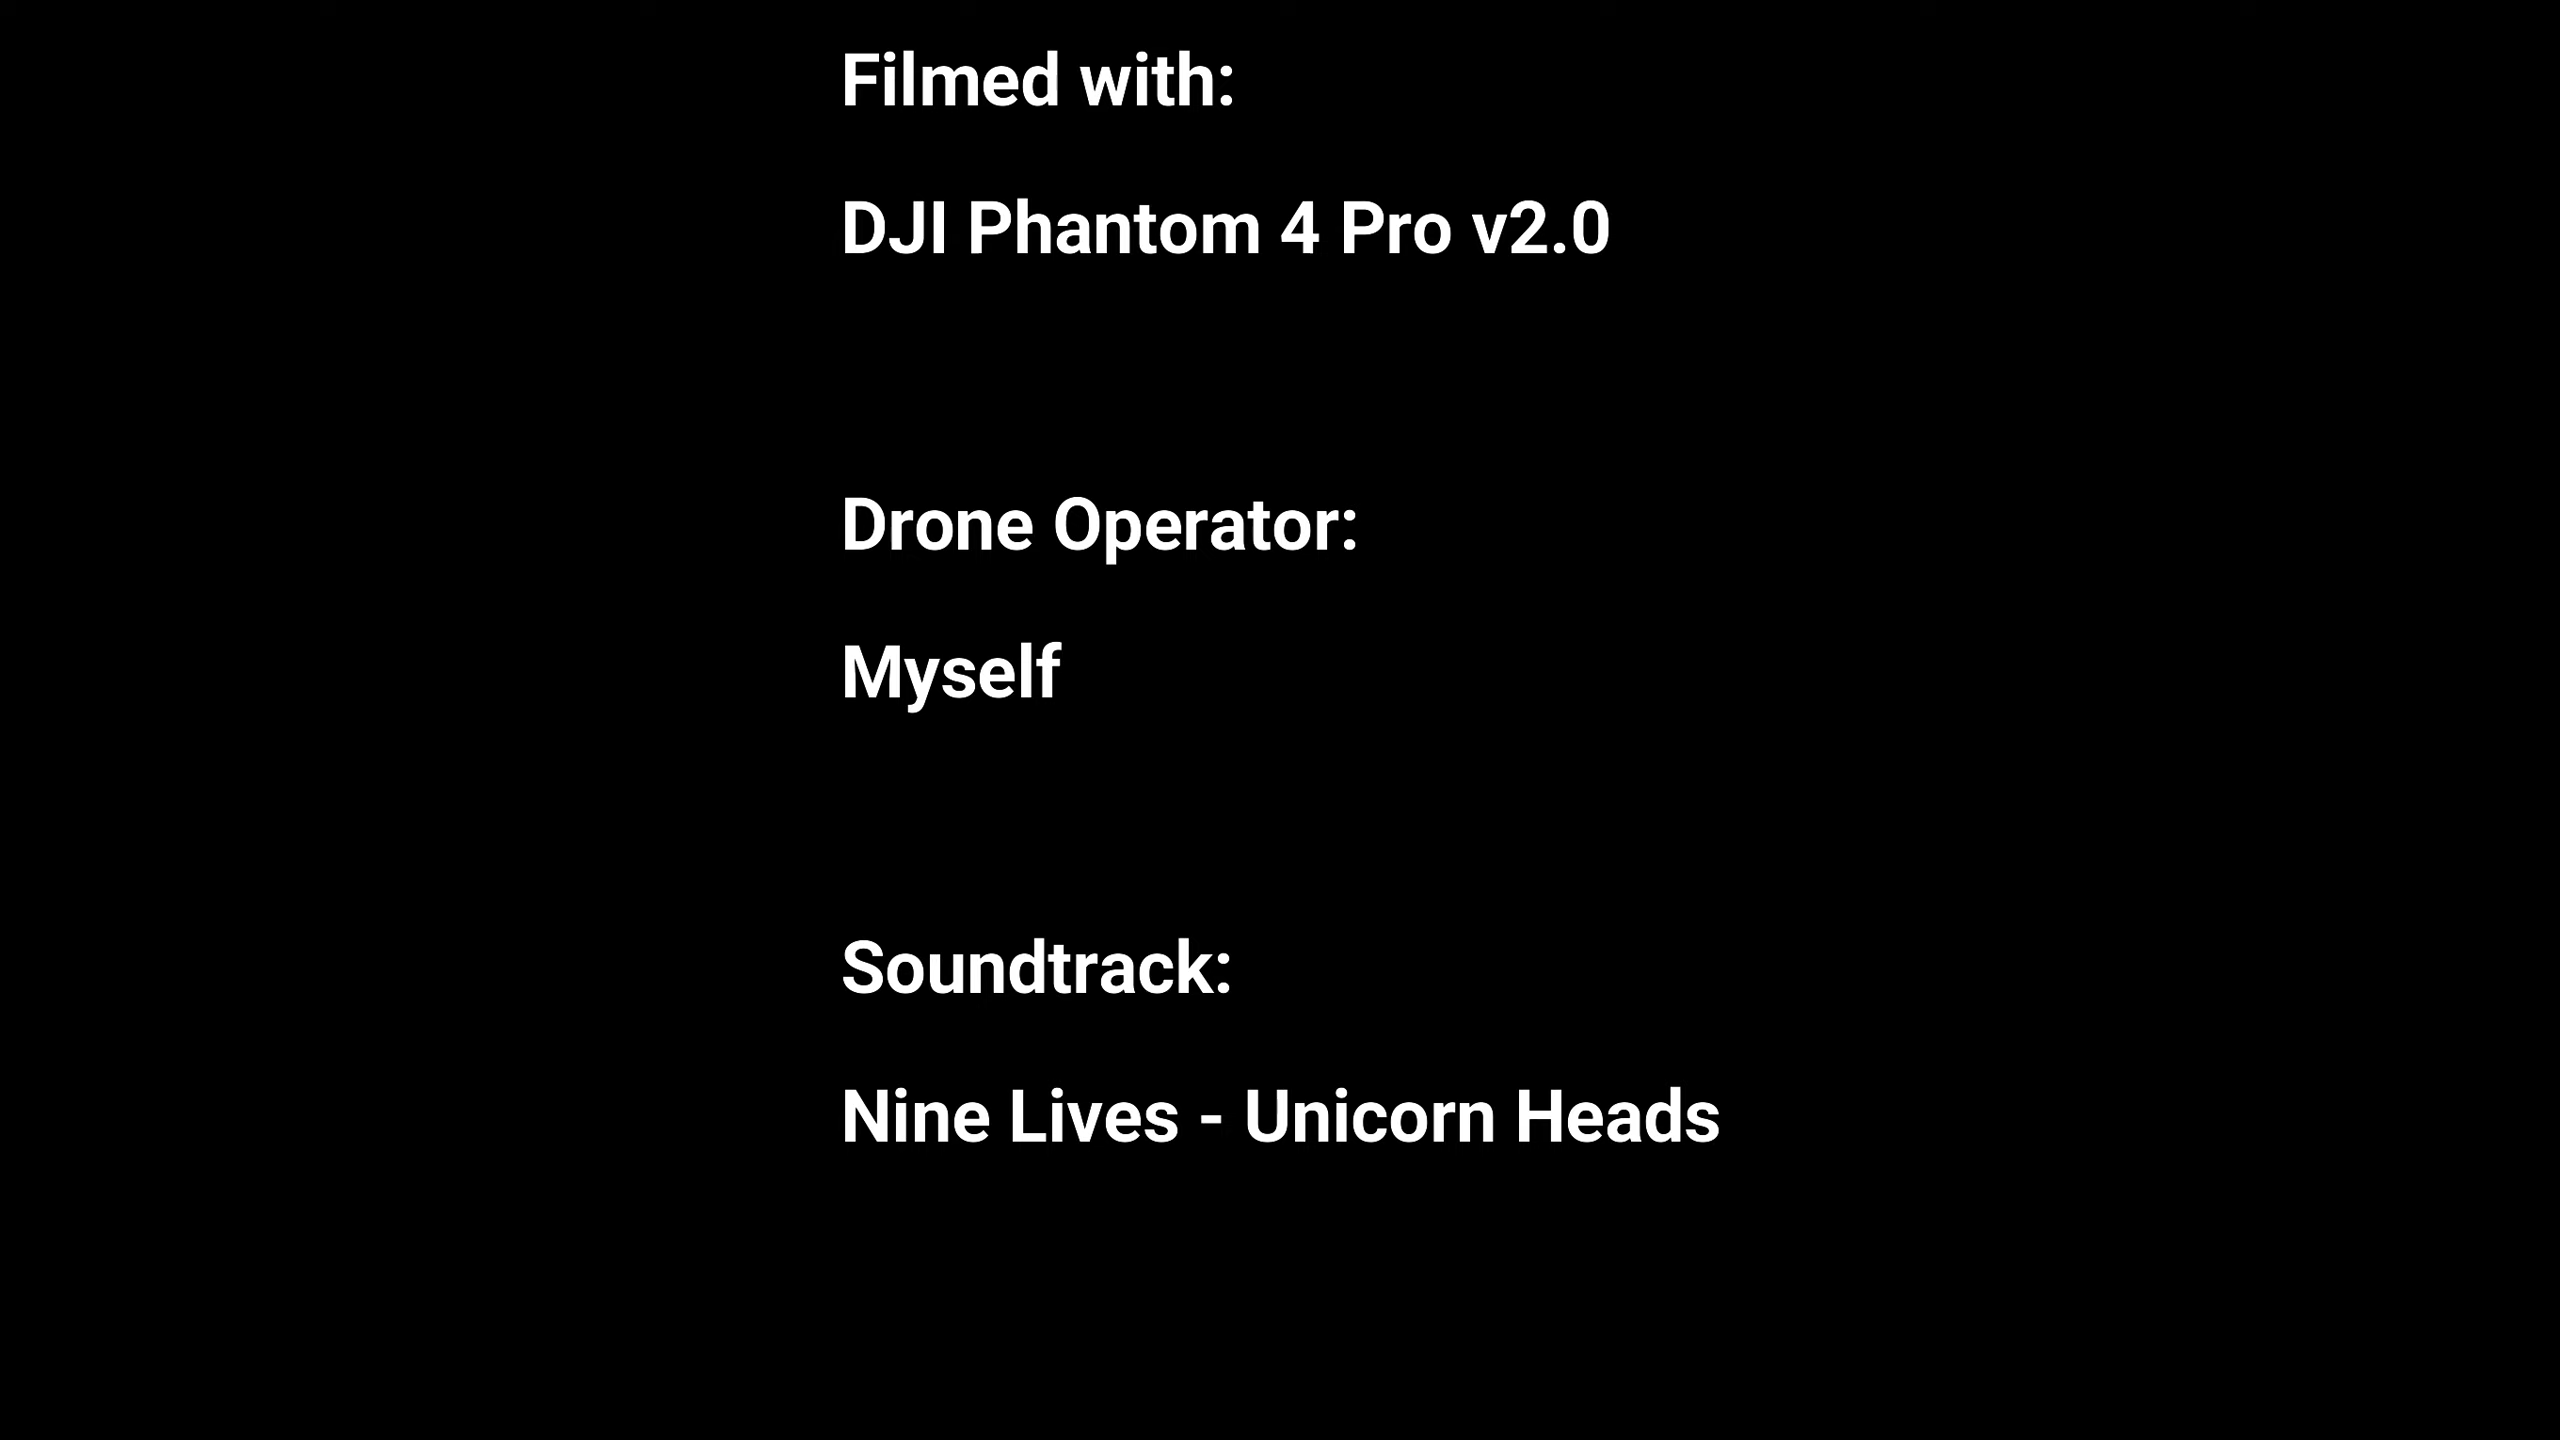 Filmed with:
DJI Phantom 4 Pro v2.0
Drone Operator:
Myself
Soundtrack:
Nine Lives - Unicorn Heads